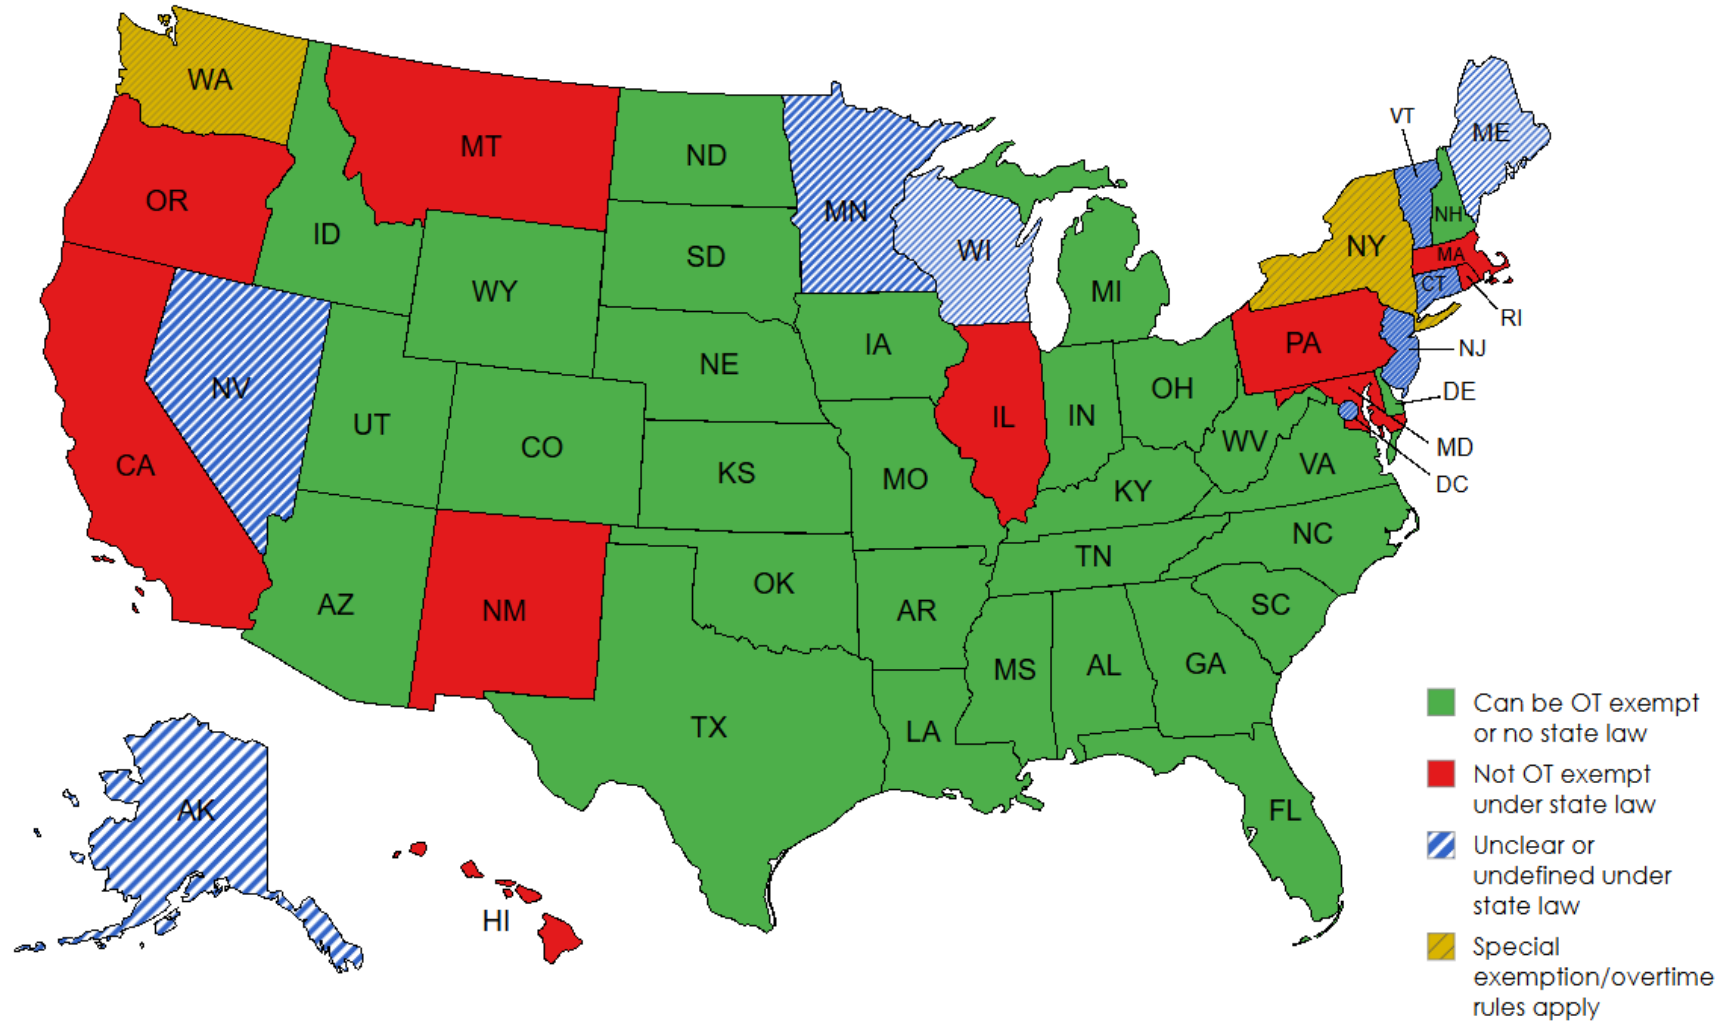 WA
MT
ND
MN
VT
ME
OR
ID
SD
WI
NH
NY
MA
WY
MI
CT
RI
IA
PA
NJ
NE
NV
OH
DE
UT
CO
IL
IN
WV
MD
CA
KS
MO
KY
VA
DC
NC
TN
OK
AZ
NM
AR
SC
MS
AL
GA
TX
LA
AK
HI
FL
Can be OT exempt
or no state law
Not OT exempt
under state law
Unclear or
undefined under
state law
Special
exemption/overtime
rules apply